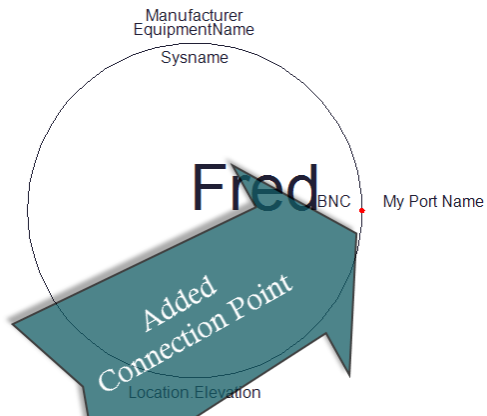 Manufacturer
EquipmentName
Sysname
Fred
BNC
My Port Name
Added
Connection Point
Location.Elevation